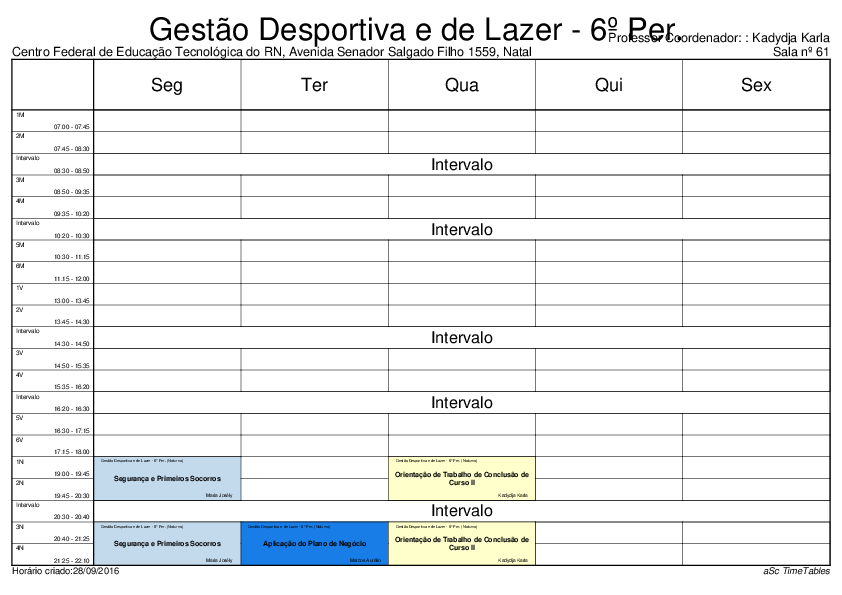 Gestão Desportiva e de Lazer - 6º Per.
Professor Coordenador: : Kadydja Karla
Centro Federal de Educação Tecnológica do RN, Avenida Senador Salgado Filho 1559, Natal
Sala nº 61
Seg Ter Qua Qui Sex
1M
07:00 - 07:45
2M
07:45 - 08:30
Intervalo
08:30 - 08:50
Intervalo
3M
08:50 - 09:35
4M
09:35 - 10:20
Intervalo
10:20 - 10:30
Intervalo
5M
10:30 - 11:15
6M
11:15 - 12:00
1V
13:00 - 13:45
2V
13:45 - 14:30
Intervalo
14:30 - 14:50
Intervalo
3V
14:50 - 15:35
4V
15:35 - 16:20
Intervalo
16:20 - 16:30
Intervalo
5V
16:30 - 17:15
6V
17:15 - 18:00
1N
19:00 - 19:45
2N
19:45 - 20:30
Gestão Desportiva e de Lazer - 6º Per. (Noturno)
Segurança e Primeiros Socorros
Maria Josély
Gestão Desportiva e de Lazer - 6º Per. (Noturno)
Orientação de Trabalho de Conclusão de
Curso II
Kadydja Karla
Intervalo
20:30 - 20:40
Intervalo
3N
20:40 - 21:25
4N
21:25 - 22:10
Gestão Desportiva e de Lazer - 6º Per. (Noturno)
Segurança e Primeiros Socorros
Maria Josély
Gestão Desportiva e de Lazer - 6º Per. (Noturno)
Aplicação do Plano de Negócio
Marcos Aurélio
Gestão Desportiva e de Lazer - 6º Per. (Noturno)
Orientação de Trabalho de Conclusão de
Curso II
Kadydja Karla
Horário criado:28/09/2016
aSc TimeTables